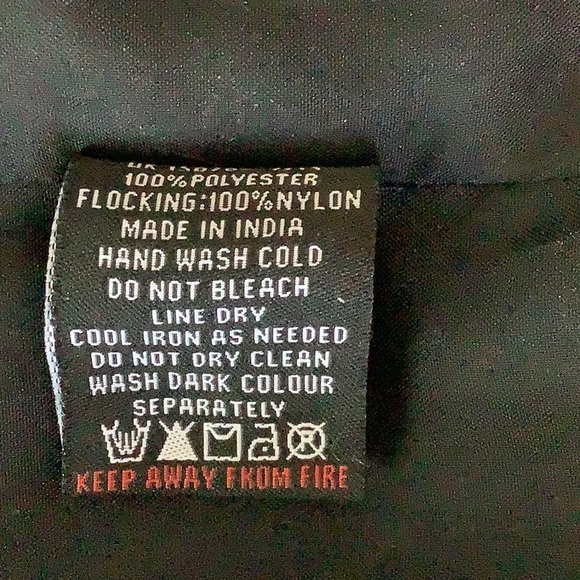 100%POLYESTER
FLOCKING:100%NYLON
MADE IN INDIA
HAND WASH COLD
DO NOT BLEACH
LINE DRY
COOL IRON AS NEEDED
DO NOT DRY CLEAN
WASH DARK COLOUR
SEPARATELY
KEEP AWAY FROM FIRE